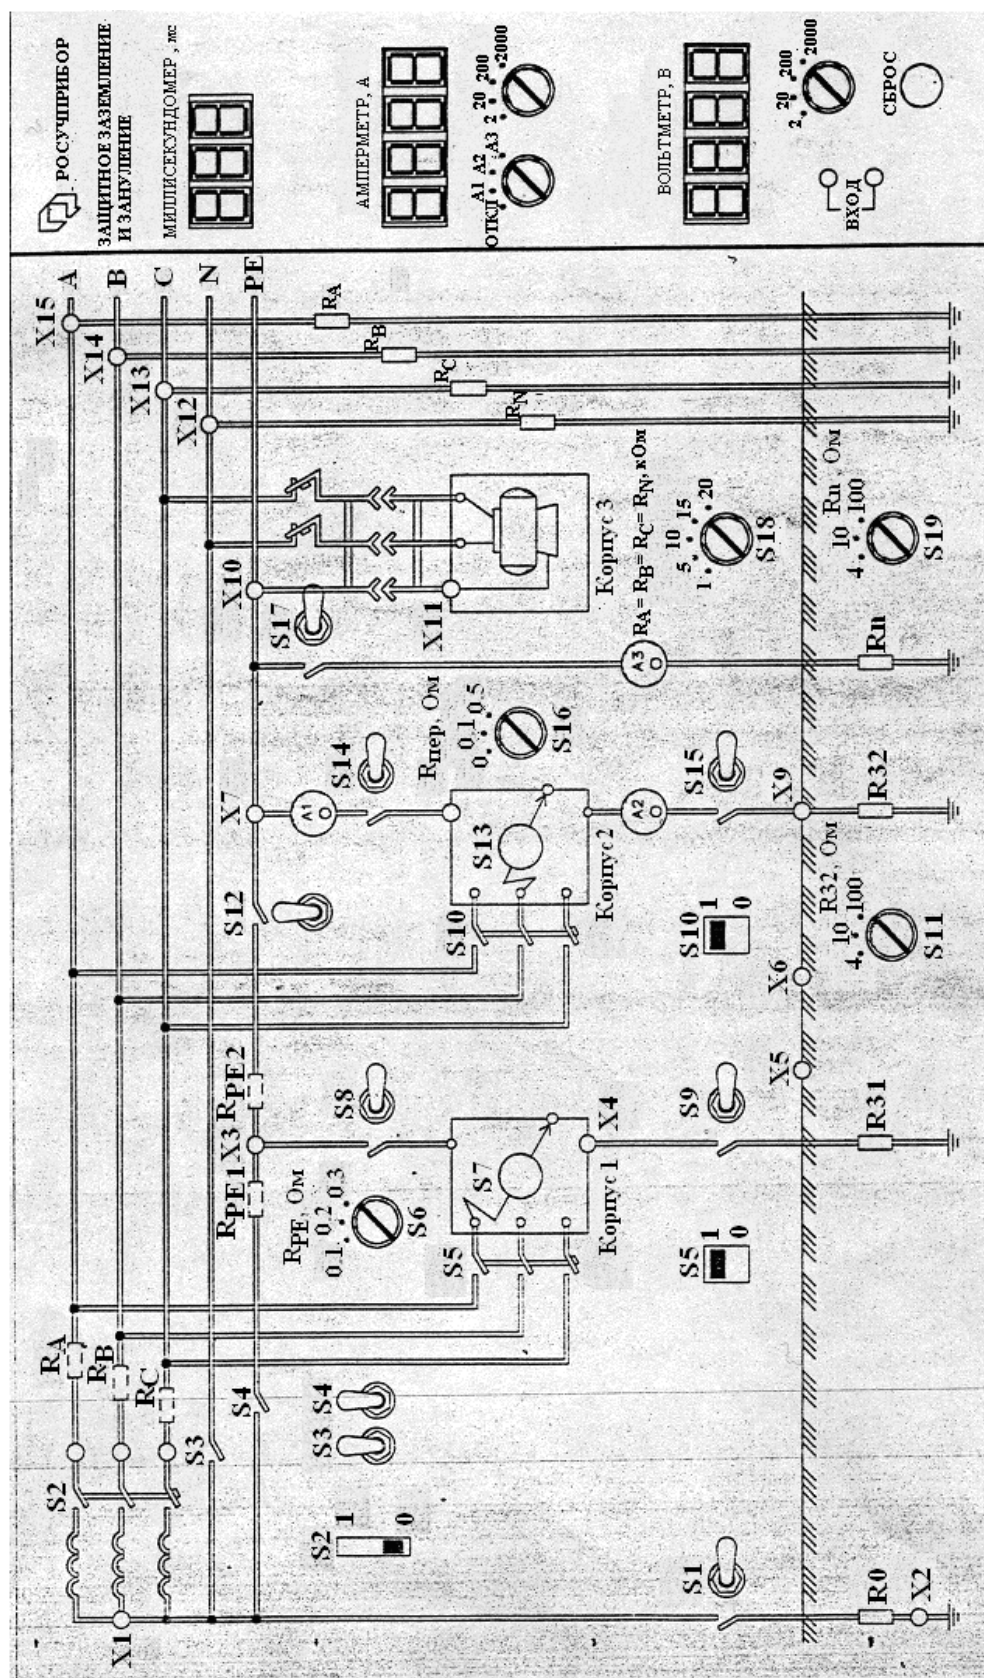 РОСУЧПРИБОР
ЗАЩИТНОЕ ЗАЗЕМЛЕНИЕ
И ЗАНУЛЕНИЕ
МИЛЛИСЕКУНДОМЕР, мс
АМПЕРМЕТР, А
ОТКЛ А1 А2 А3
2 20 200 2000
ВОЛЬТМЕТР, В
2 20 200 2000
ВХОД
СБРОС
X1
S2
RA
RB
RC
S3
S4
RPE1
X3
RPE2
S12
X7
X10
X15
X14
X13
X12
A
B
C
N
PE
S2
1
0
S3
S4
RPE, Ом
0.1 0.2 0.3
S6
S8
S5
S7
X4
Корпус 1
S10
S13
Корпус 2
A1
S14
Rпер, Ом
0 0.1 0.5
S16
S17
X11
Корпус 3
RA
RB
RC
RN
S1
S5
1
0
S9
S10
1
0
A2
S15
A3
RA= RB= RC= RN, кОм
1 5 10 15 20
S18
X5
X6
X9
R0
X2
R31
R32, Ом
4 10 100
S11
R32
Rп
Rп, Ом
4 10 100
S19